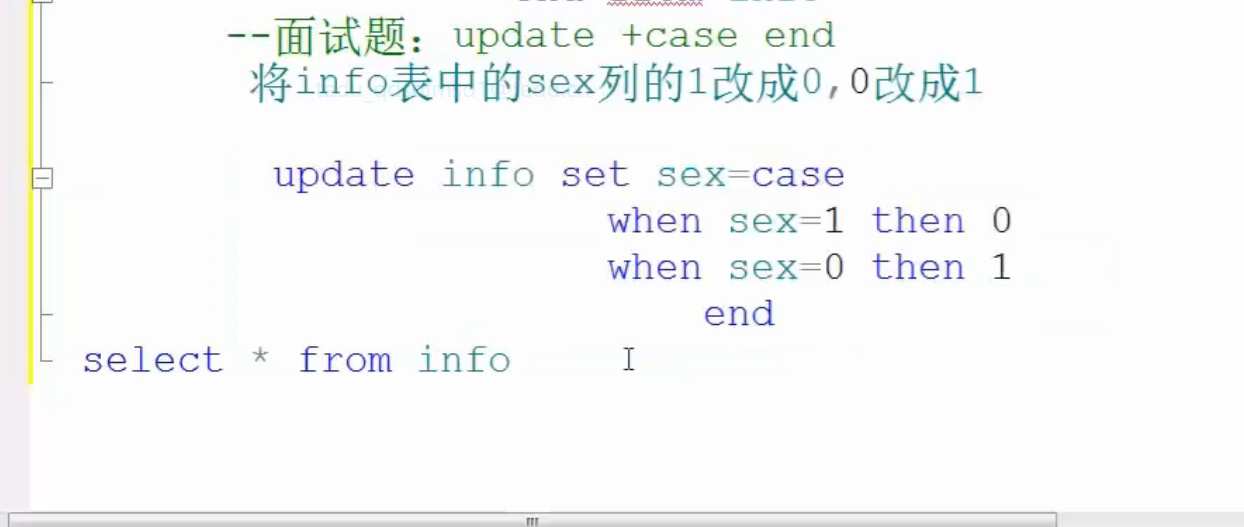 --面试题：update +case end
将info表中的sex列的1改成0,0改成1
update info set sex=case
when sex=1 then 0
when sex=0 then 1
end
select * from info